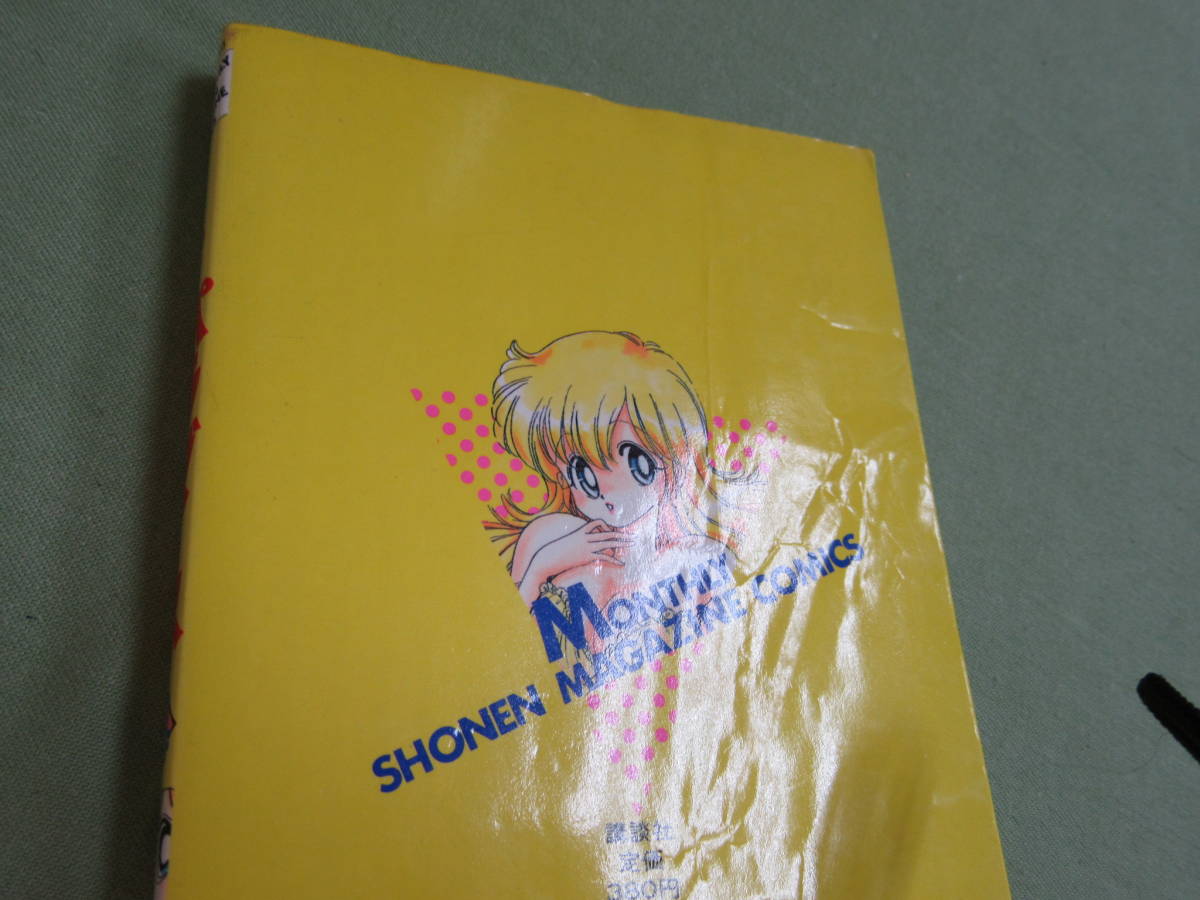 MONTHLY
SHONEN MAGAZINE COMICS
講談社
定価
380円